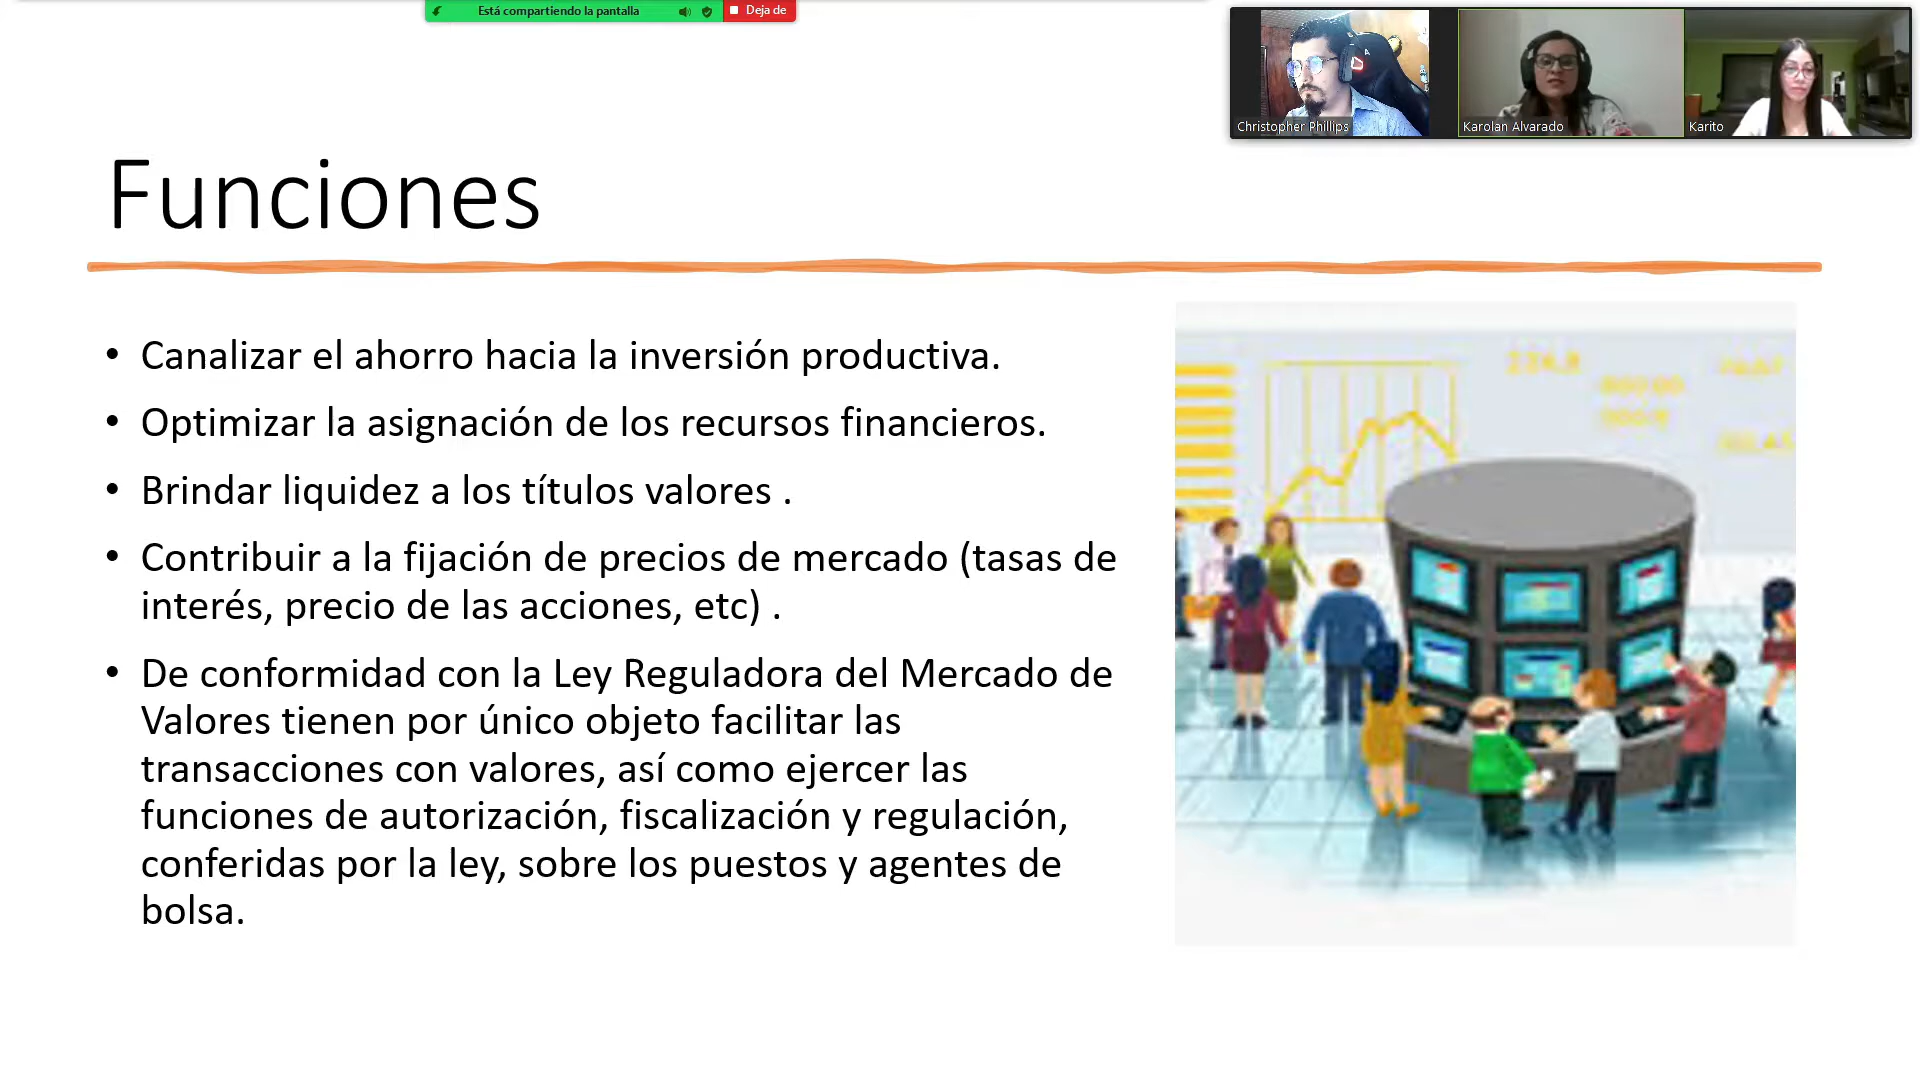 Está compartiendo la pantalla
Deja de
Christopher Phillips
Karolan Alvarado
Karito
Funciones
• Canalizar el ahorro hacia la inversión productiva.
• Optimizar la asignación de los recursos financieros.
• Brindar liquidez a los títulos valores .
• Contribuir a la fijación de precios de mercado (tasas de
interés, precio de las acciones, etc) .
• De conformidad con la Ley Reguladora del Mercado de
Valores tienen por único objeto facilitar las
transacciones con valores, así como ejercer las
funciones de autorización, fiscalización y regulación,
conferidas por la ley, sobre los puestos y agentes de
bolsa.